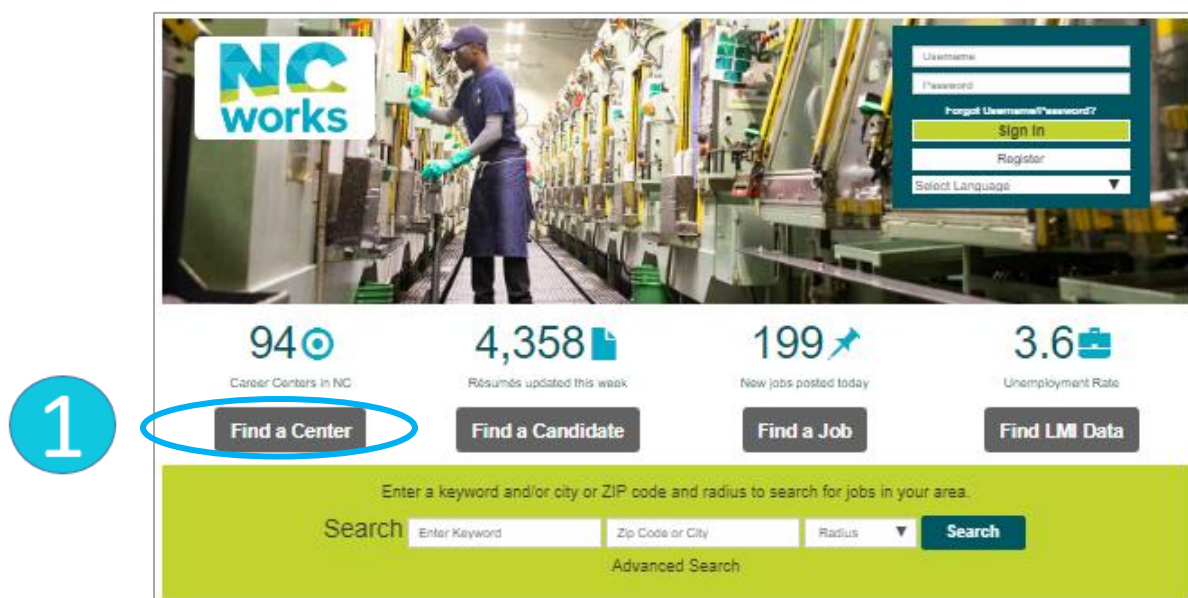 NC
works
Username
Password
Forgot Username/Password?
Sign In
Register
Select Language
94
4,358
199
3.6
Career Centers in NC
Résumés updated this week
New jobs posted today
Unemployment Rate
1
Find a Center
Find a Candidate
Find a Job
Find LMI Data
Enter a keyword and/or city or ZIP code and radius to search for jobs in your area.
Search Enter Keyword Zip Code or City Radius Search
Advanced Search